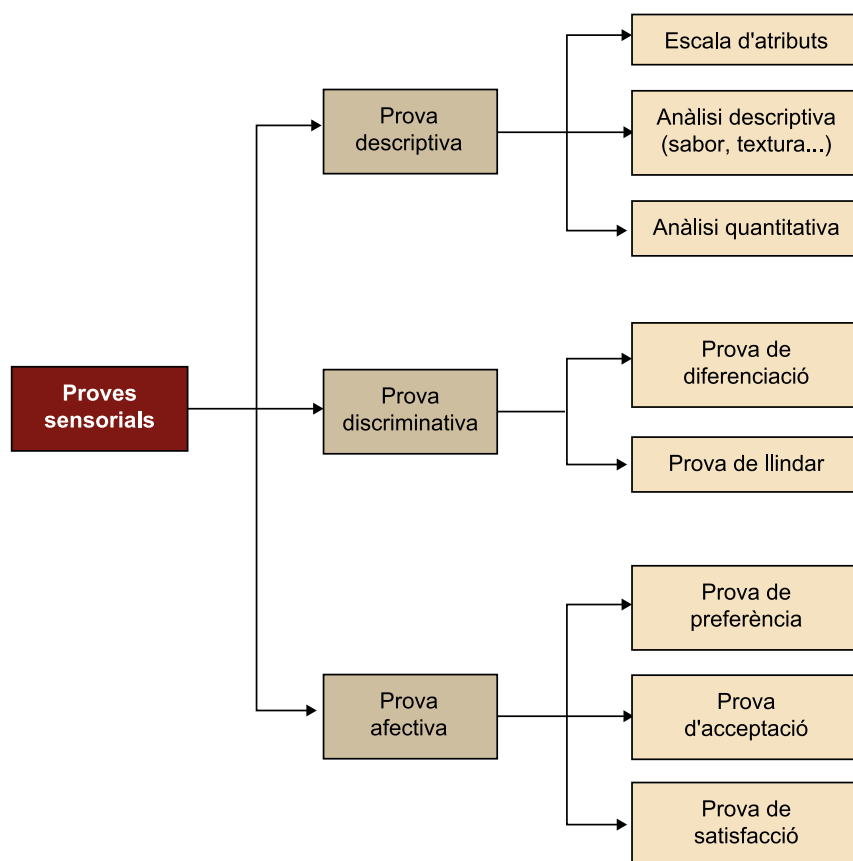 Proves
sensorials
Prova
descriptiva
Escala d'atributs
Anàlisi descriptiva
(sabor, textura...)
Anàlisi quantitativa
Prova
discriminativa
Prova de
diferenciació
Prova de llindar
Prova
afectiva
Prova de
preferència
Prova
d'acceptació
Prova de
satisfacció